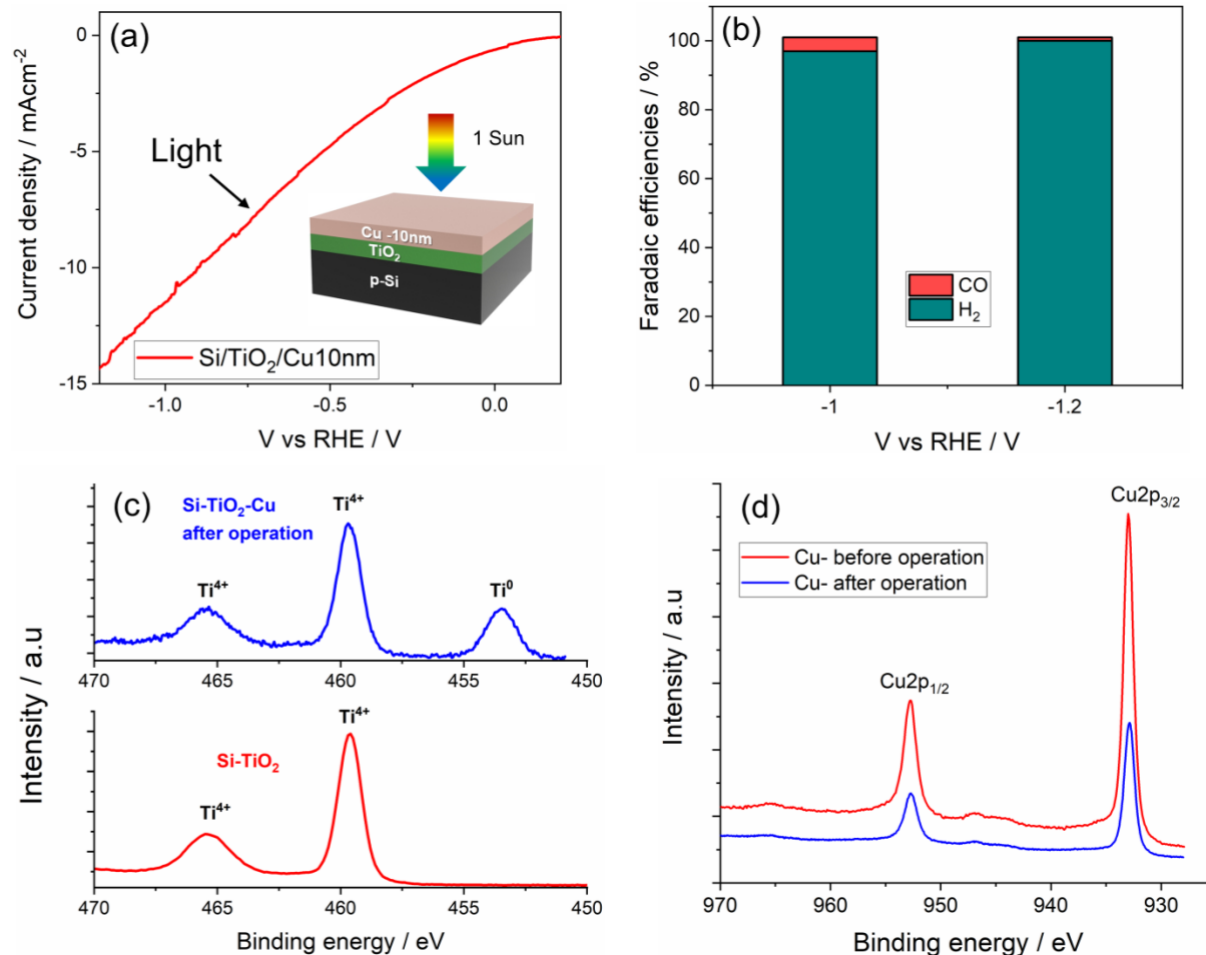 (a)
0
-5
-10
-15
Current density / mAcm⁻²
Light
1 Sun
Cu -10nm
TiO₂
p-Si
Si/TiO₂/Cu10nm
-1.0
-0.5
0.0
V vs RHE / V
(b)
100
80
60
40
20
0
Faradaic efficiencies / %
CO
H₂
-1
-1.2
V vs RHE / V
(c)
Si-TiO₂-Cu
after operation
Ti⁴⁺
Ti⁴⁺
Ti⁰
470
465
460
455
450
Si-TiO₂
Ti⁴⁺
Ti⁴⁺
470
465
460
455
450
Intensity / a.u
Binding energy / eV
(d)
Cu2p₃/₂
Cu- before operation
Cu- after operation
Cu2p₁/₂
Intensity / a.u
970
960
950
940
930
Binding energy / eV